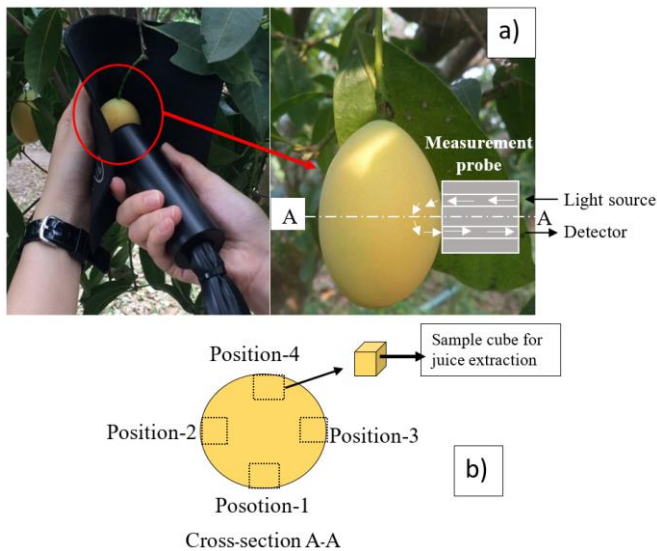 a)
Measurement
probe
A
A
Light source
Detector
Position-4
Sample cube for
juice extraction
Position-2
Position-3
Posotion-1
b)
Cross-section A-A